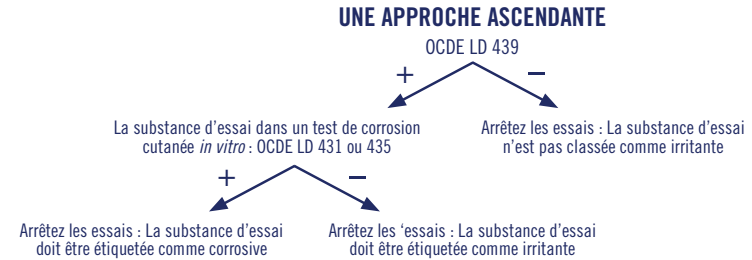 UNE APPROCHE ASCENDANTE
OCDE LD 439
+
–
La substance d'essai dans un test de corrosion
cutanée in vitro : OCDE LD 431 ou 435
Arrêtez les essais : La substance d'essai
n'est pas classée comme irritante
+
–
Arrêtez les essais : La substance d'essai
doit être étiquetée comme corrosive
Arrêtez les ‘essais : La substance d'essai
doit être étiquetée comme irritante